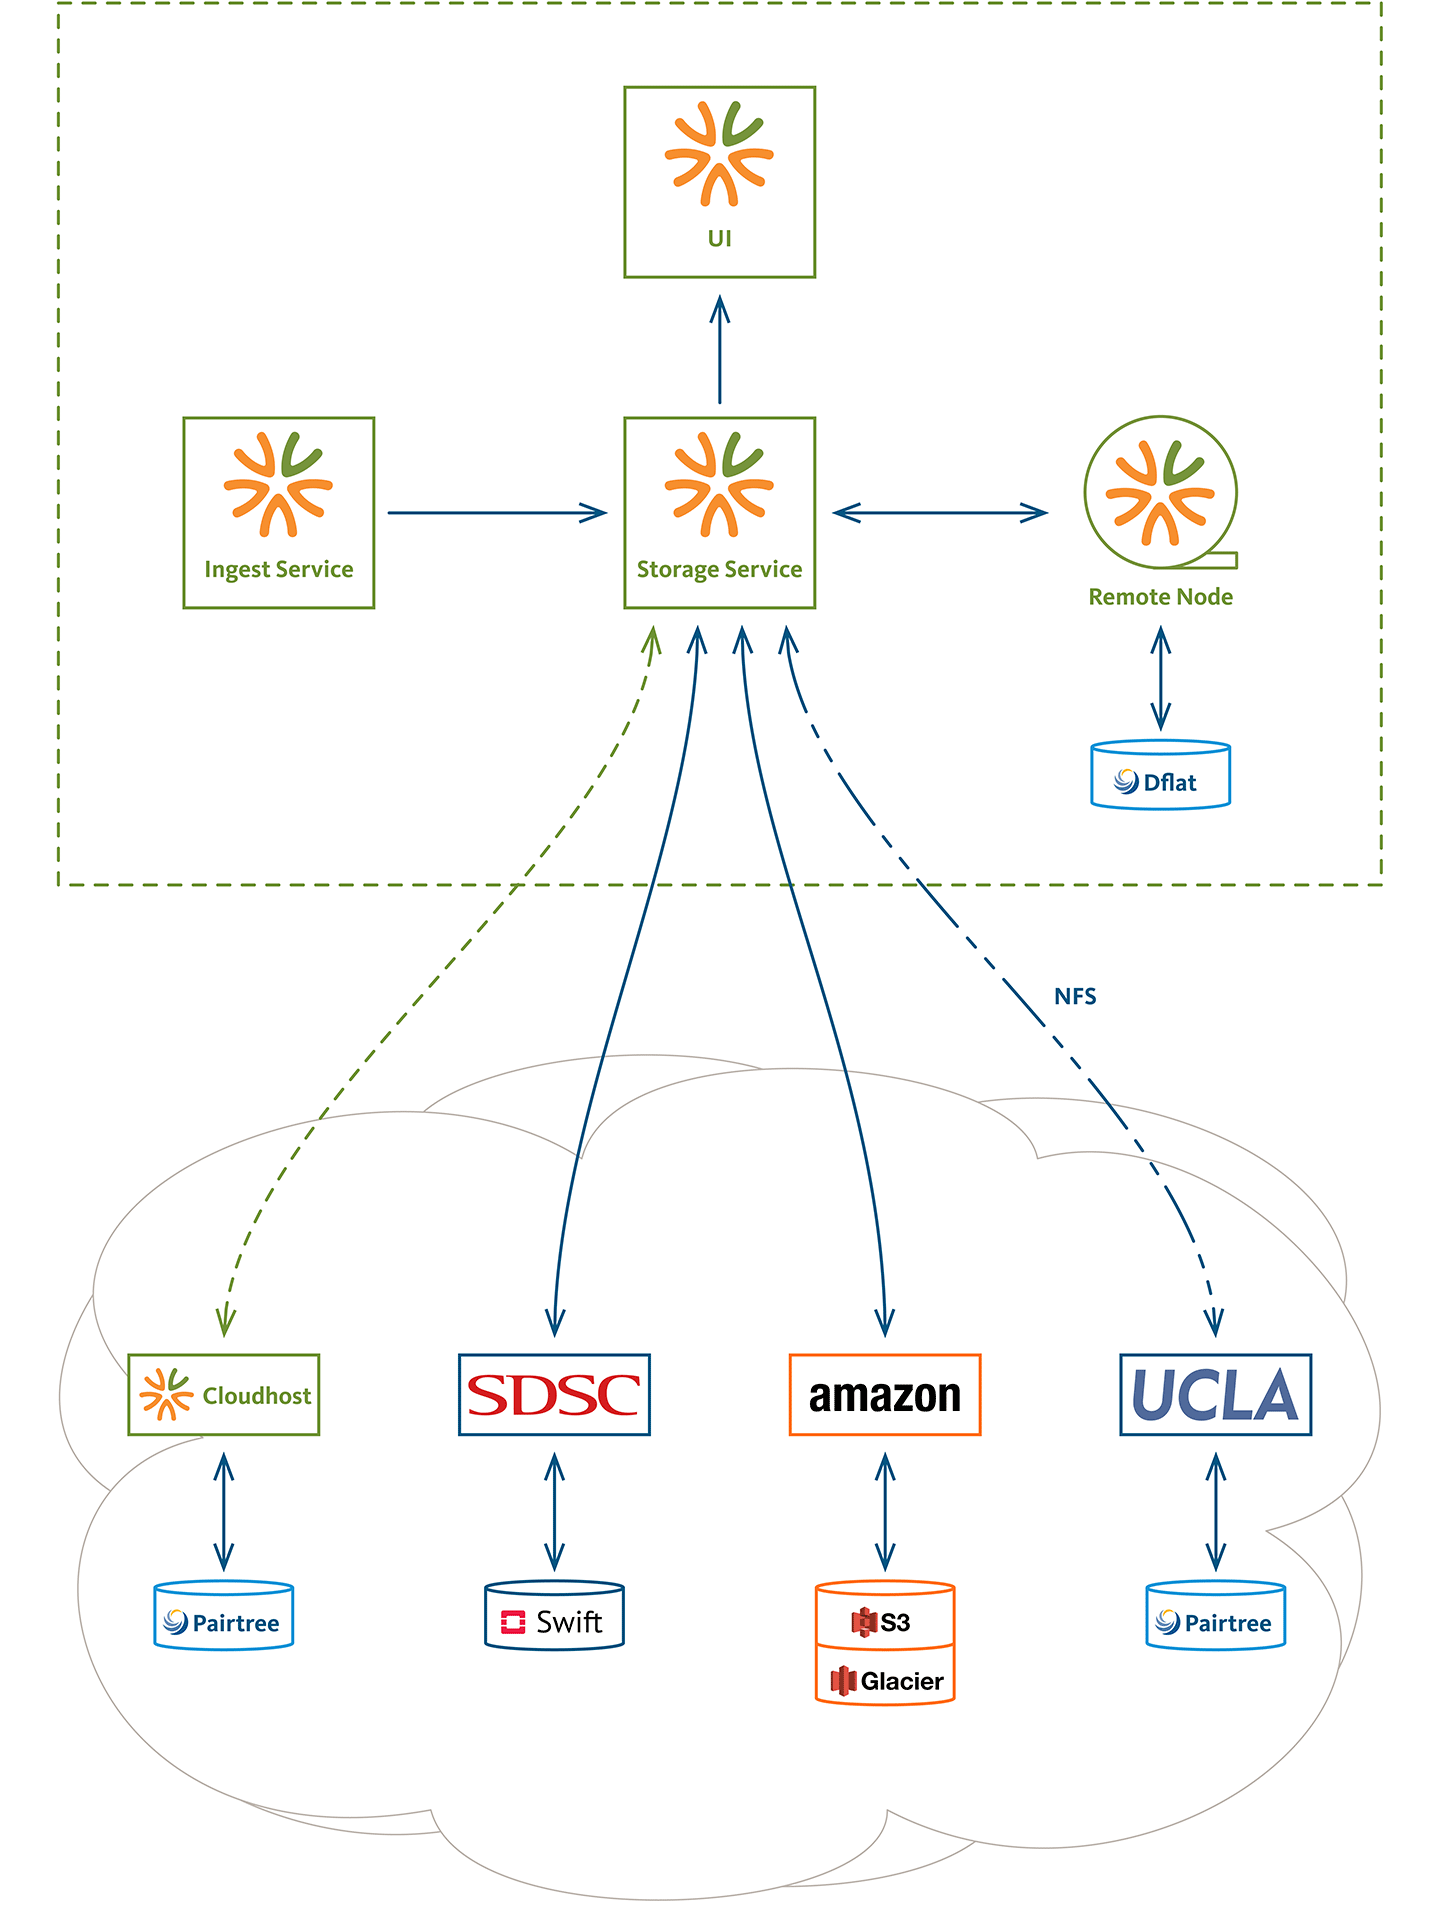 UI
Ingest Service
Storage Service
Remote Node
Dflat
NFS
Cloudhost
SDSC
amazon
UCLA
Pairtree
Swift
S3
Glacier
Pairtree